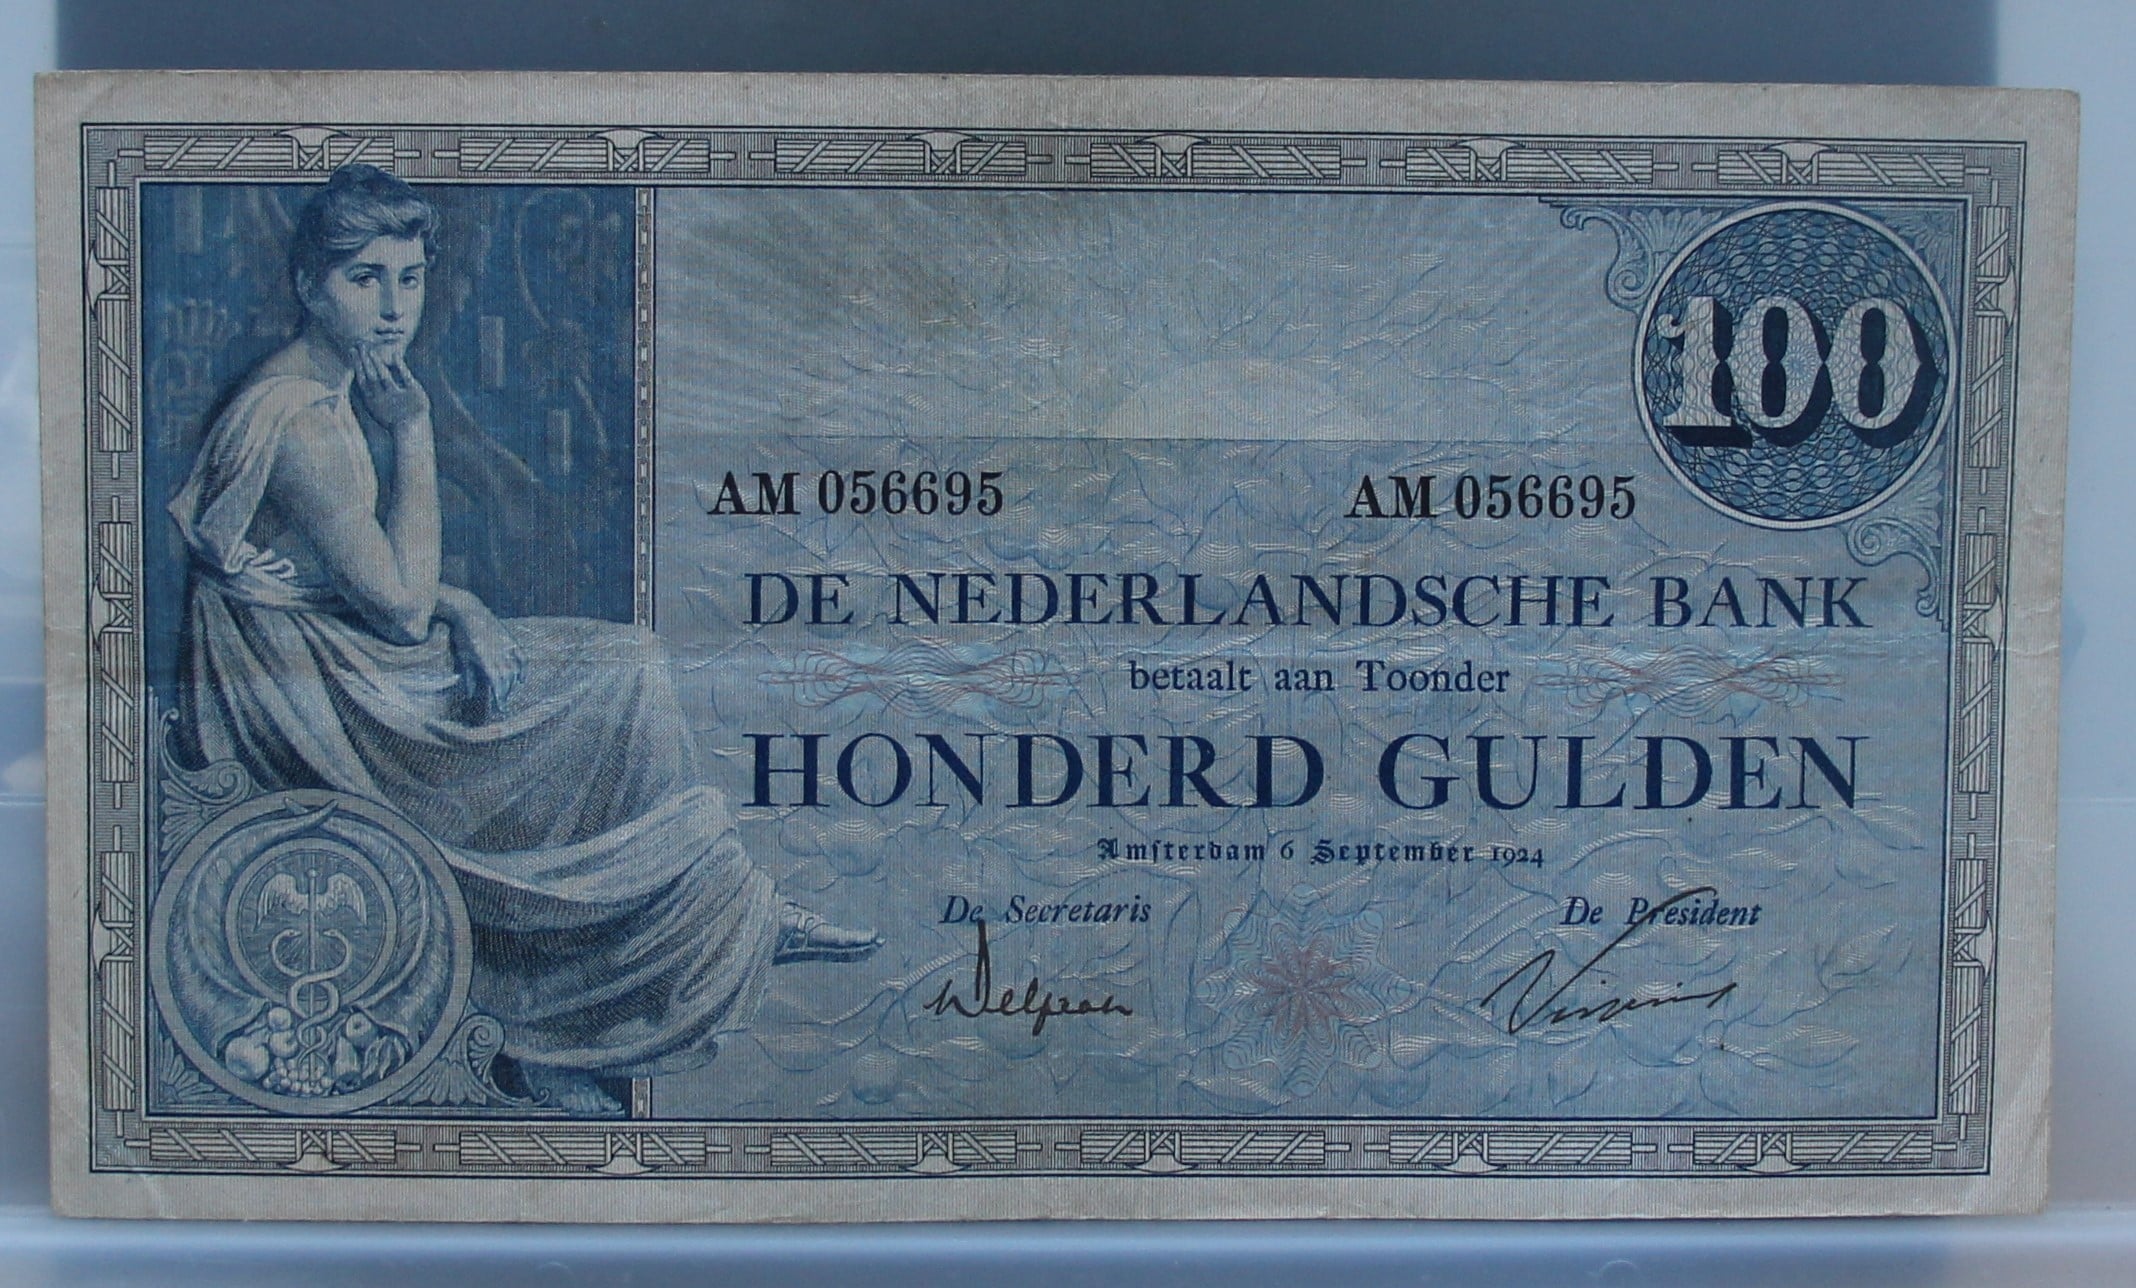 100
AM 056695 AM 056695
DE NEDERLANDSCHE BANK
betaalt aan Toonder
HONDERD GULDEN
Amsterdam 6 September 1924
De Secretaris De President